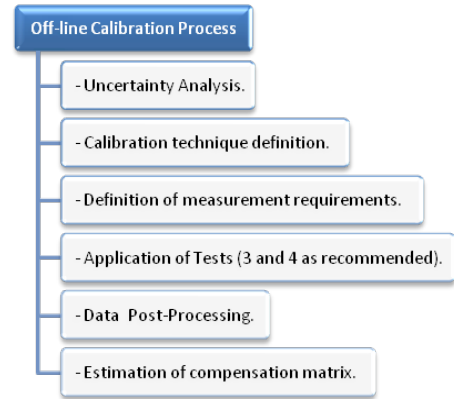 Off-line Calibration Process
- Uncertainty Analysis.
- Calibration technique definition.
- Definition of measurement requirements.
- Application of Tests (3 and 4 as recommended).
- Data Post-Processing.
- Estimation of compensation matrix.